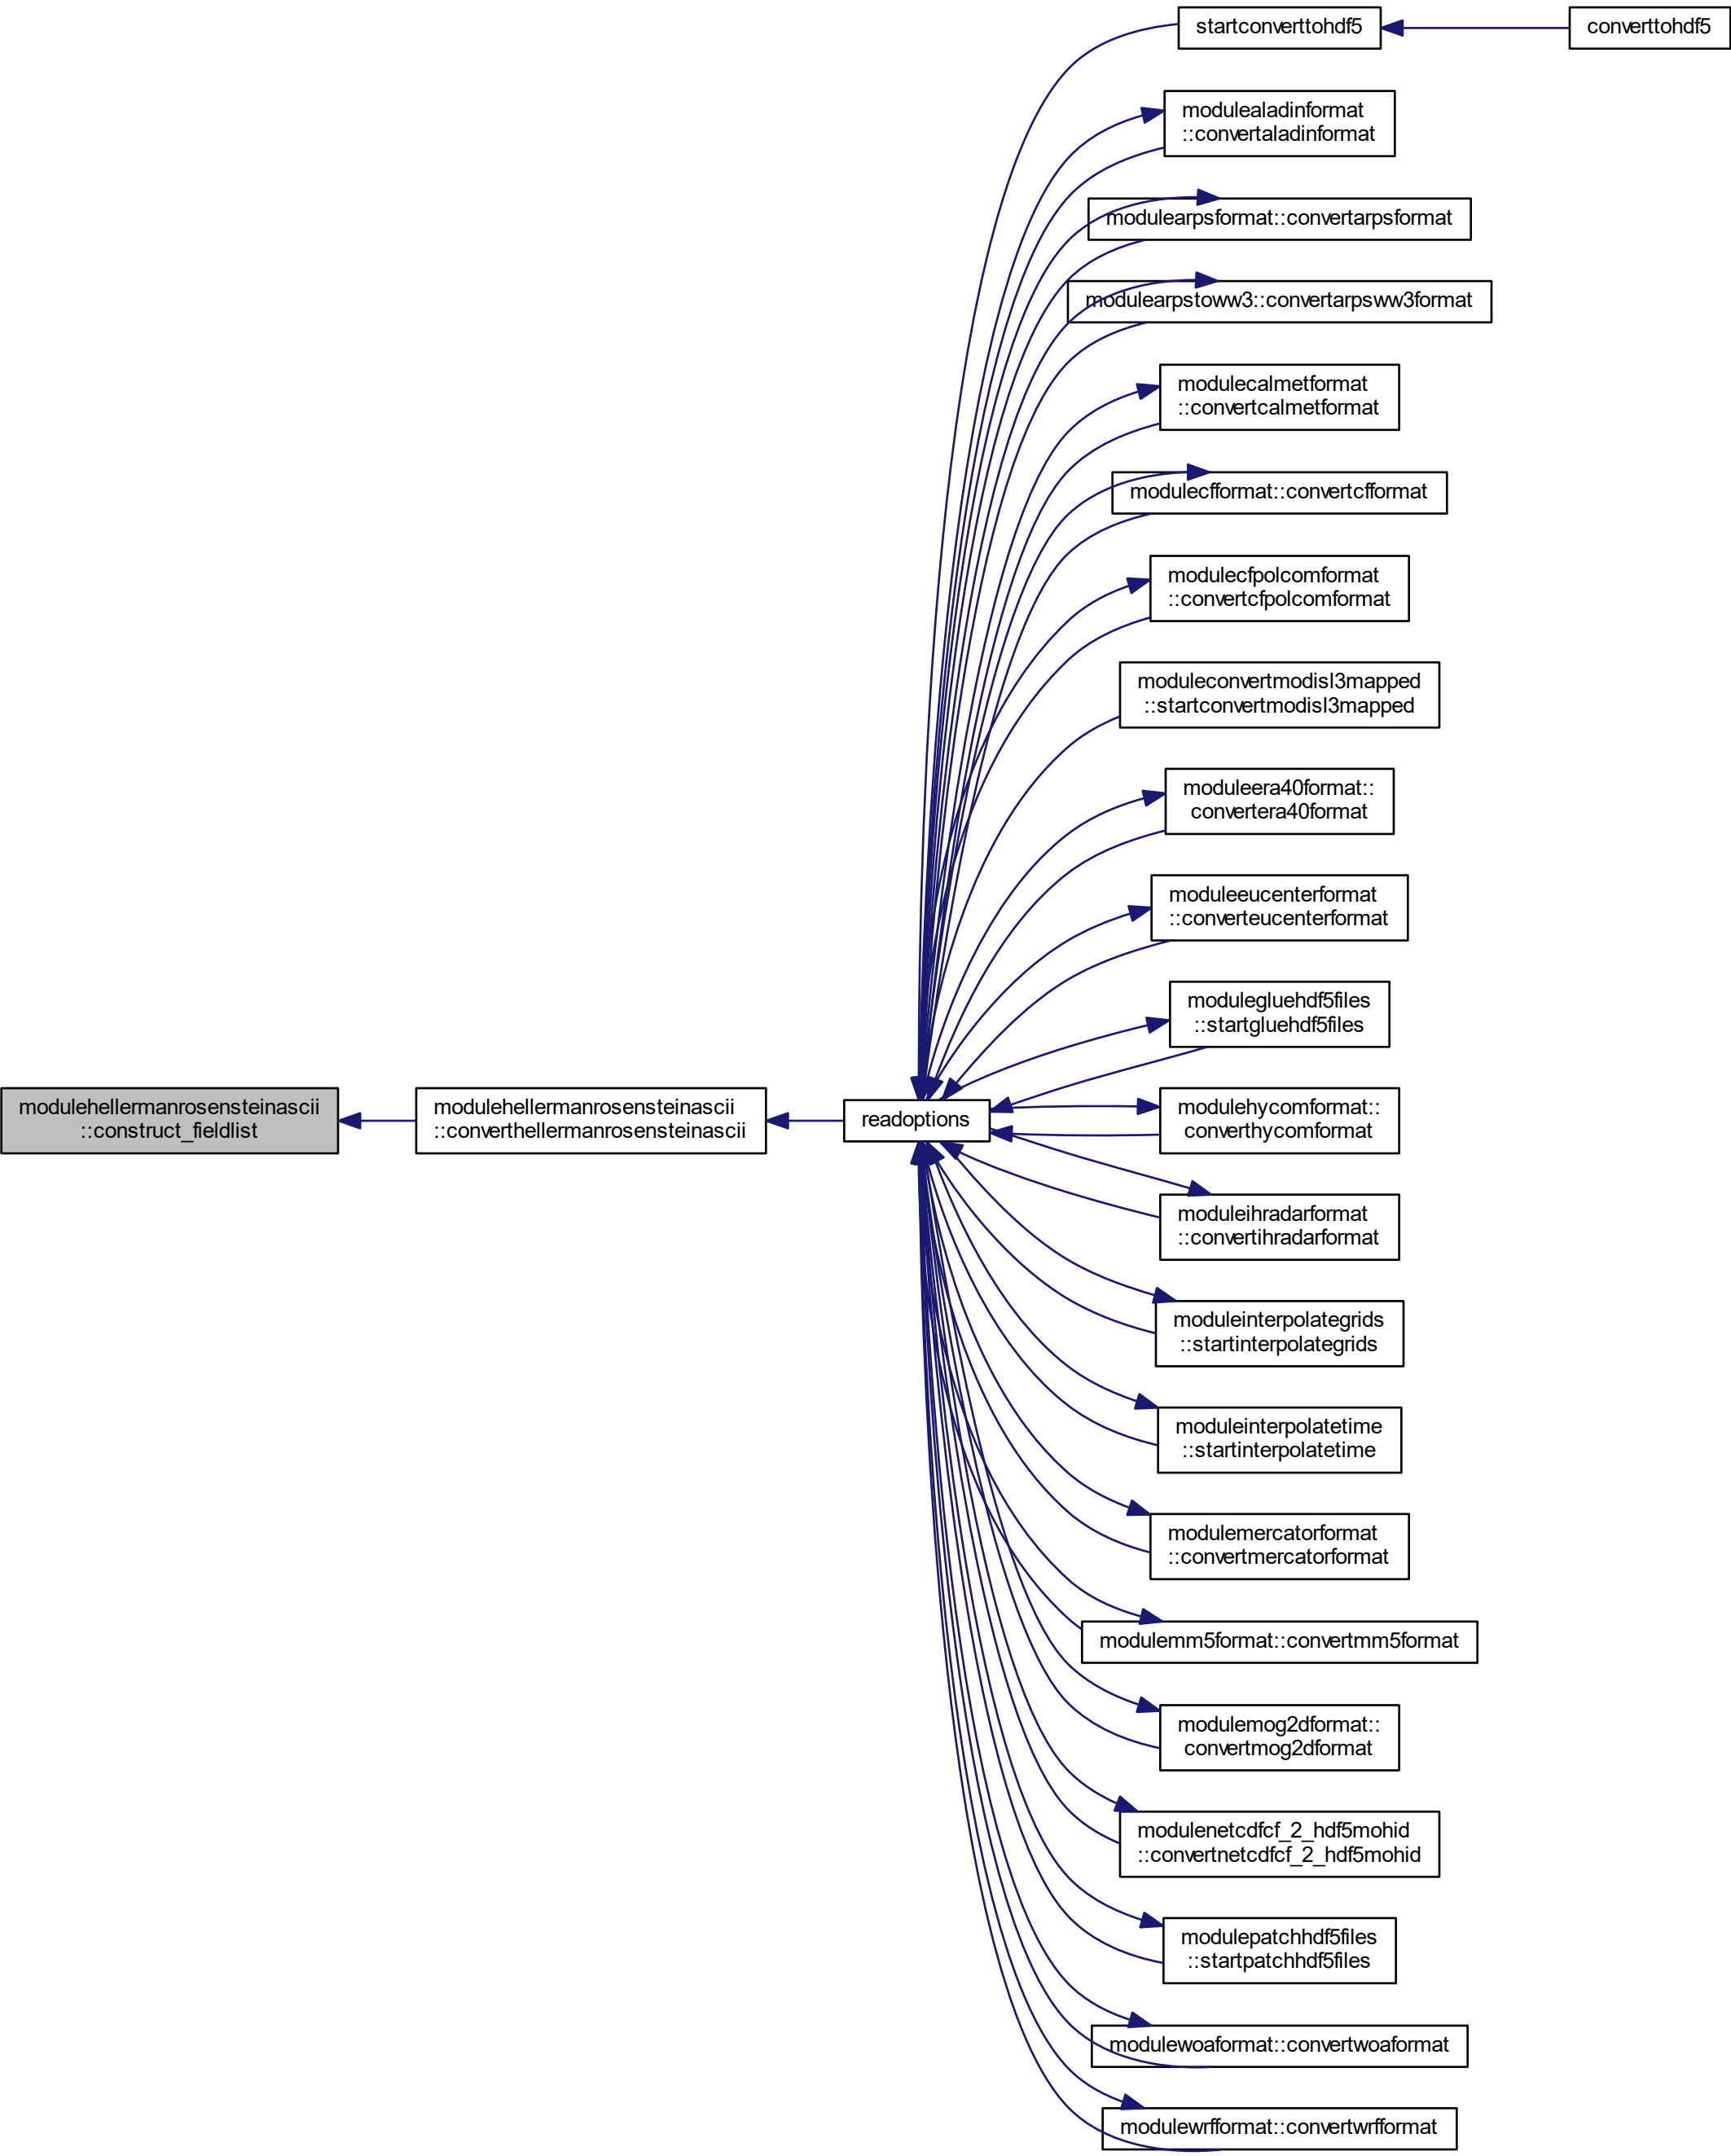 startconverttohdf5
converttohdf5
modulealadinformat
::convertaladinformat
modulearpsformat::convertarpsformat
modulearpstoww3::convertarpsww3format
modulecalmetformat
::convertcalmetformat
modulecfformat::convertcfformat
modulecfpolcomformat
::convertcfpolcomformat
moduleconvertmodisl3mapped
::startconvertmodisl3mapped
moduleera40format::
convertera40format
moduleeucenterformat
::converteucenterformat
modulegluehdf5files
::startgluehdf5files
modulehellermanrosensteinascii
::construct_fieldlist
modulehellermanrosensteinascii
::converthellermanrosensteinascii
readoptions
modulehycomformat::
converthycomformat
moduleihradarformat
::convertihradarformat
moduleinterpolategrids
::startinterpolategrids
moduleinterpolatetime
::startinterpolatetime
modulemercatorformat
::convertmercatorformat
modulemm5format::convertmm5format
modulemog2dformat::
convertmog2dformat
modulenetcdfcf_2_hdf5mohid
::convertnetcdfcf_2_hdf5mohid
modulepatchhdf5files
::startpatchhdf5files
modulewoaformat::convertwoaformat
modulewrfformat::convertwrfformat